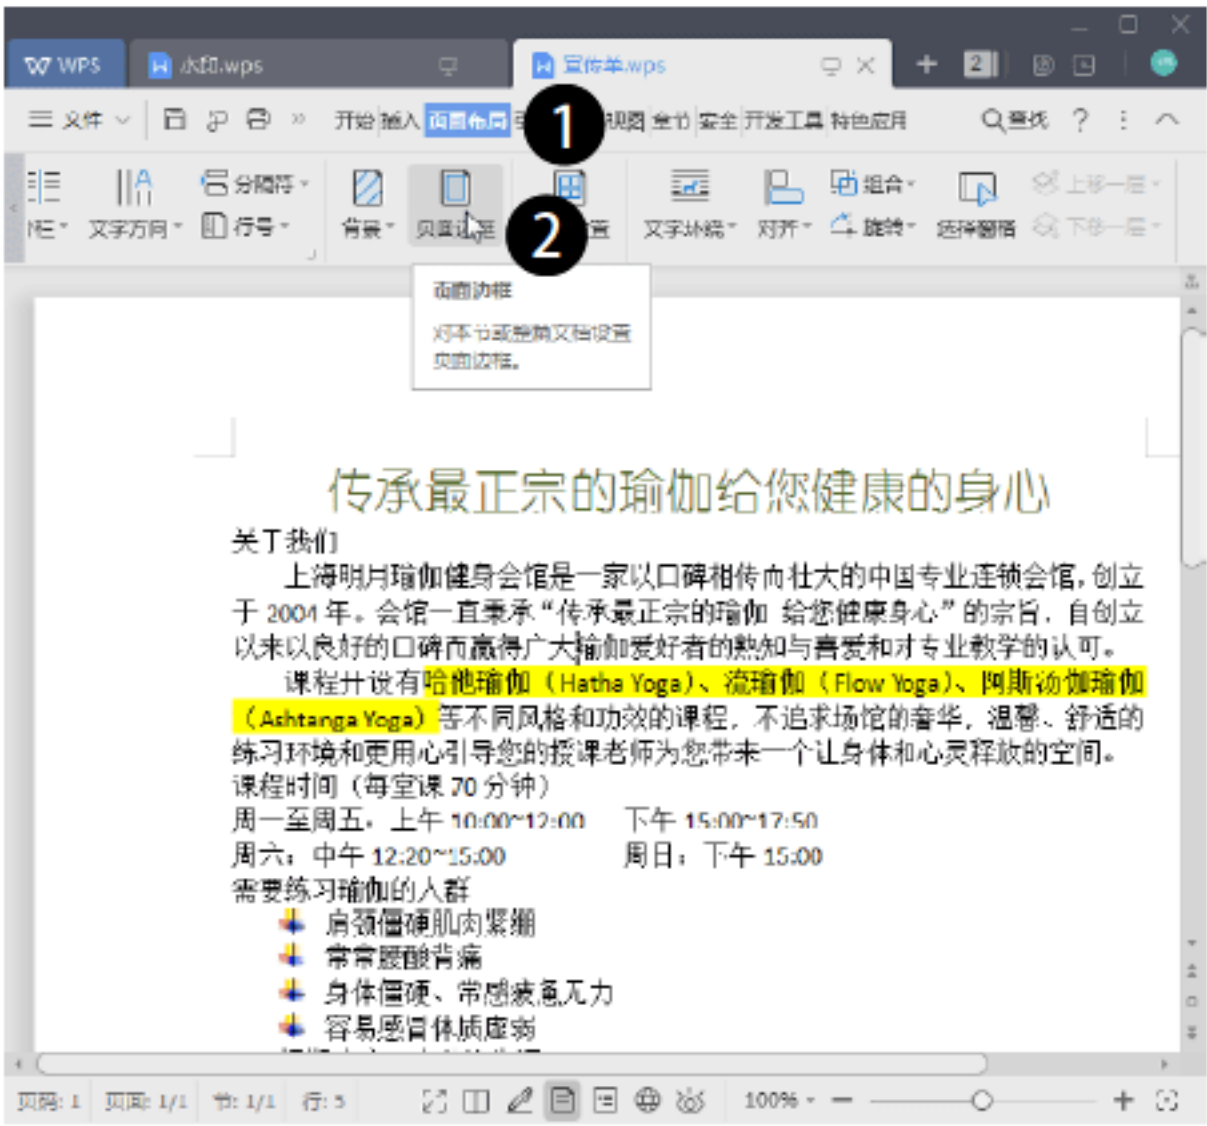 WPS 水印.wps 宣传单.wps 2
文件 开始 插入 页面布局 1 视图 章节 安全 开发工具 特色应用 查找
分隔符 组合 上移一层
栏 文字方向 行号 背景 页面边框 2 置 文字环绕 对齐 旋转 选择窗格 下移一层
页面边框
对本节或整篇文档设置
页面边框。
传承最正宗的瑜伽给您健康的身心
关于我们
上海明月瑜伽健身会馆是一家以口碑相传而壮大的中国专业连锁会馆，创立
于 2004 年。会馆一直秉承“传承最正宗的瑜伽 给您健康身心”的宗旨，自创立
以来以良好的口碑而赢得广大瑜伽爱好者的熟知与喜爱和对专业教学的认可。
课程开设有哈他瑜伽（Hatha Yoga）、流瑜伽（Flow Yoga）、阿斯汤伽瑜伽
（Ashtanga Yoga）等不同风格和功效的课程，不追求场馆的奢华，温馨、舒适的
练习环境和更用心引导您的授课老师为您带来一个让身体和心灵释放的空间。
课程时间（每堂课 70 分钟）
周一至周五：上午 10:00~12:00 下午 15:00~17:50
周六：中午 12:20~15:00 周日：下午 15:00
需要练习瑜伽的人群
肩颈僵硬肌肉紧绷
常常腰酸背痛
身体僵硬、常感疲惫无力
容易感冒体质虚弱
页码: 1 页面: 1/1 节: 1/1 行: 5 100%